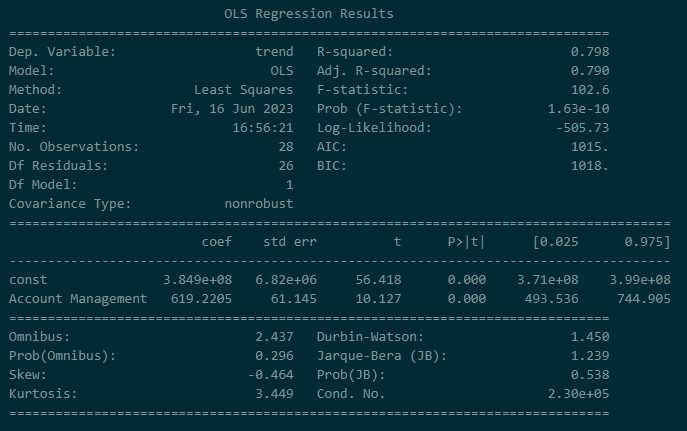 OLS Regression Results
==============================================================================
Dep. Variable: trend R-squared: 0.798
Model: OLS Adj. R-squared: 0.790
Method: Least Squares F-statistic: 102.6
Date: Fri, 16 Jun 2023 Prob (F-statistic): 1.63e-10
Time: 16:56:21 Log-Likelihood: -505.73
No. Observations: 28 AIC: 1015.
Df Residuals: 26 BIC: 1018.
Df Model: 1
Covariance Type: nonrobust
======================================================================================
coef std err t P>|t| [0.025 0.975]
--------------------------------------------------------------------------------------
const 3.849e+08 6.82e+06 56.418 0.000 3.71e+08 3.99e+08
Account Management 619.2205 61.145 10.127 0.000 493.536 744.905
==============================================================================
Omnibus: 2.437 Durbin-Watson: 1.450
Prob(Omnibus): 0.296 Jarque-Bera (JB): 1.239
Skew: -0.464 Prob(JB): 0.538
Kurtosis: 3.449 Cond. No. 2.30e+05
==============================================================================